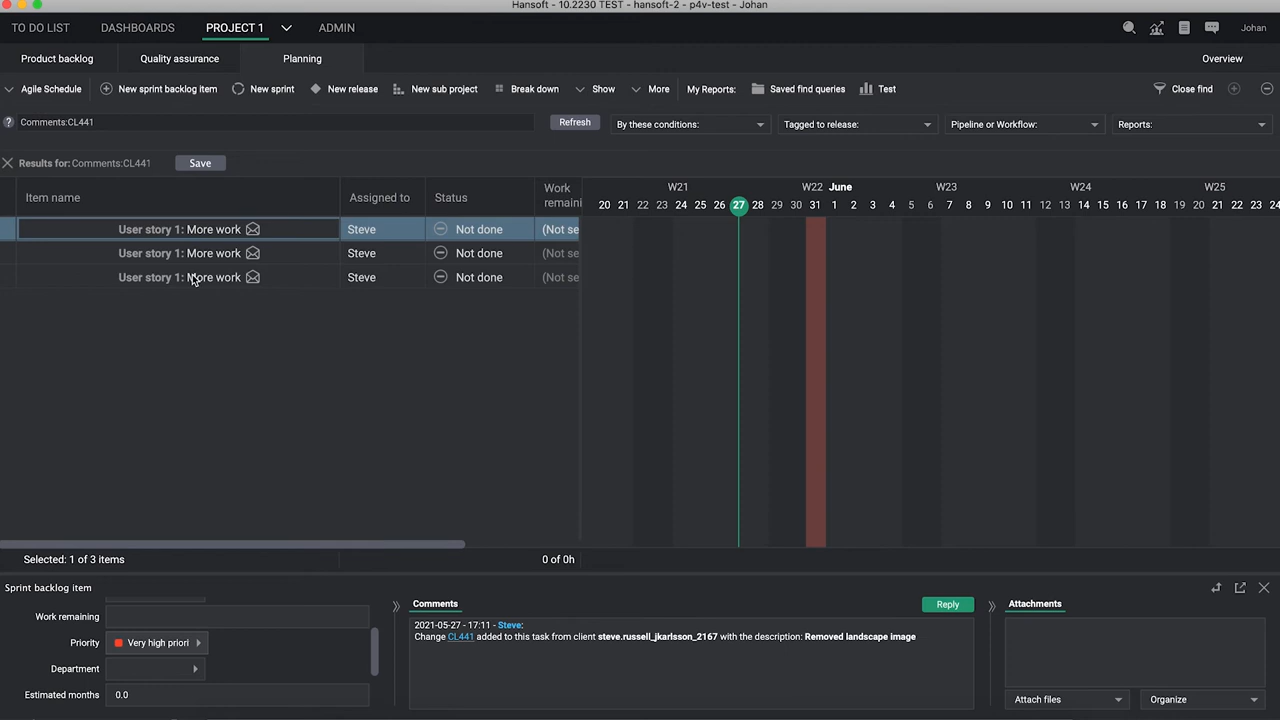 Hansoft - 10.2230 TEST - hansoft-2 - p4v-test - Johan
TO DO LIST DASHBOARDS PROJECT 1 ADMIN Johan
Product backlog Quality assurance Planning Overview
Agile Schedule New sprint backlog item New sprint New release New sub project Break down Show More My Reports: Saved find queries Test Close find
? Comments:CL441 Refresh By these conditions: Tagged to release: Pipeline or Workflow: Reports:
Results for: Comments:CL441 Save
Item name Assigned to Status Work remaini
W21 W22 June W23 W24 W25
20 21 22 23 24 25 26 27 28 29 30 31 1 2 3 4 5 6 7 8 9 10 11 12 13 14 15 16 17 18 19 20 21 22 23 24
User story 1: More work Steve Not done (Not se
User story 1: More work Steve Not done (Not se
User story 1: More work Steve Not done (Not se
Selected: 1 of 3 items 0 of 0h
Sprint backlog item
Work remaining
Priority Very high priori
Department
Estimated months 0.0
Comments Reply
2021-05-27 - 17:11 - Steve:
Change CL441 added to this task from client steve.russell_jkarlsson_2167 with the description: Removed landscape image
Attachments
Attach files Organize